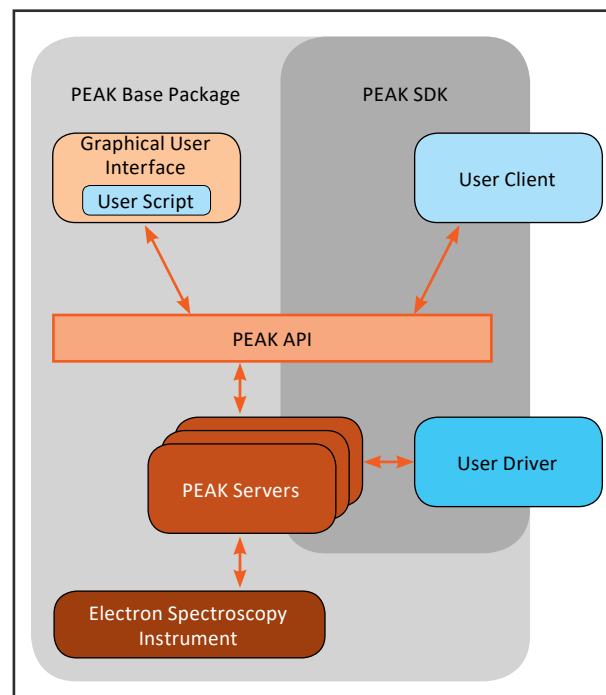 PEAK Base Package
PEAK SDK
Graphical User
Interface
User Script
User Client
PEAK API
PEAK Servers
User Driver
Electron Spectroscopy
Instrument